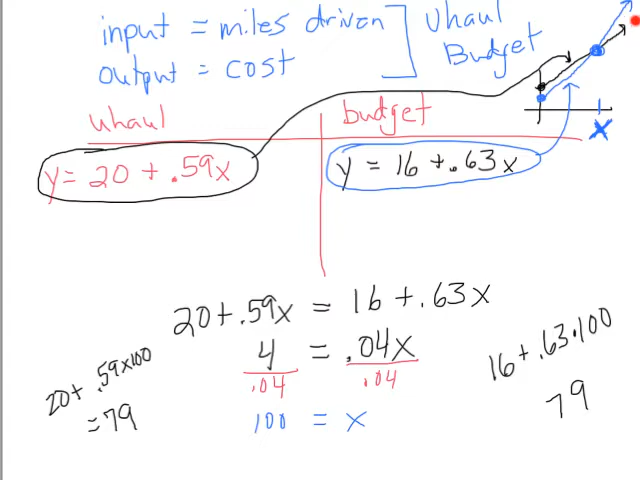 input = miles driven
output = cost
Uhaul
Budget
uhaul
budget
y = 20 + .59x
y = 16 + .63x
x
20 + .59x = 16 + .63x
4 = .04x
.04 .04
100 = x
20 + .59x100
= 79
16 + .63·100
79